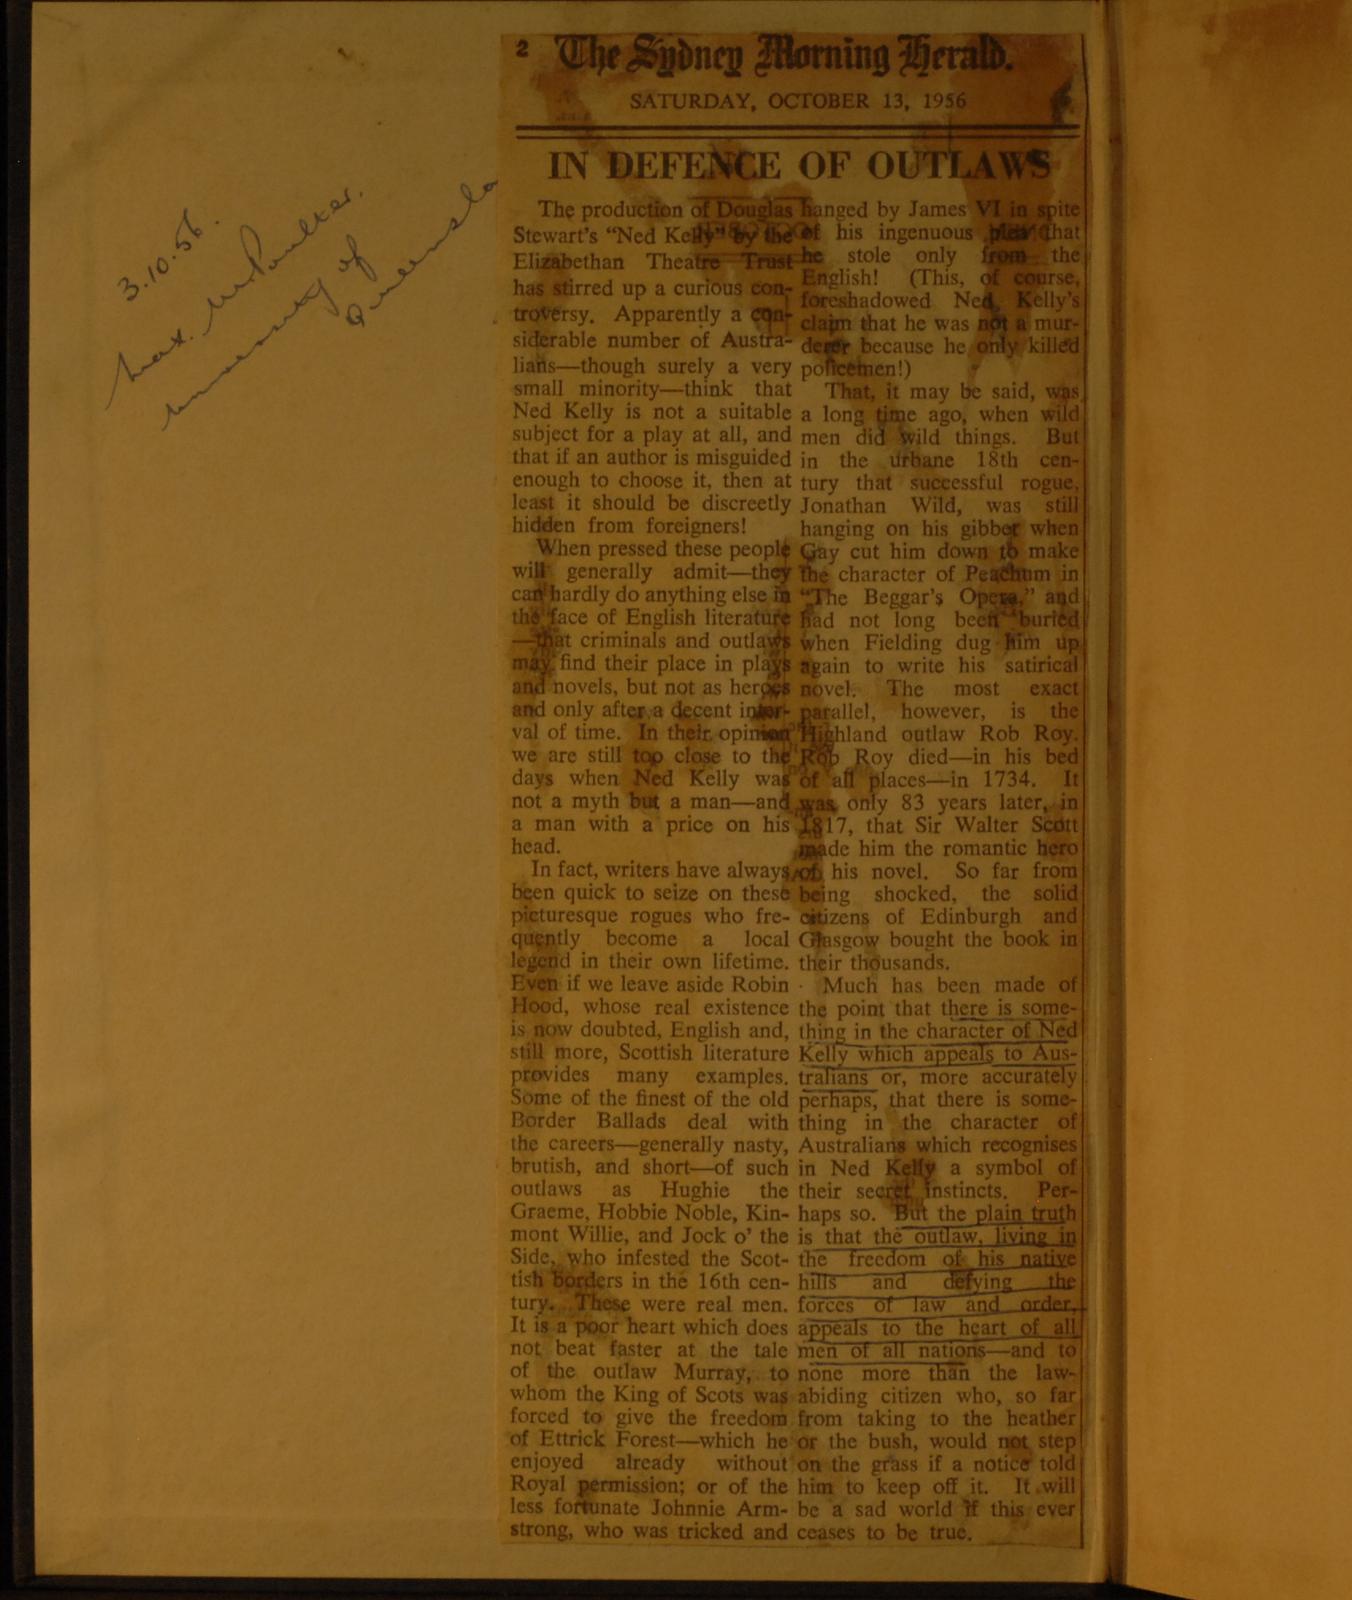 3.10.56.
Max. M. Poulter.
University of
Queensla
2 The Sydney Morning Herald.
SATURDAY, OCTOBER 13, 1956
IN DEFENCE OF OUTLAWS
The production of Douglas
Stewart's “Ned Kelly” by the
Elizabethan Theatre Trust
has stirred up a curious con-
troversy. Apparently a con-
siderable number of Austra-
lians—though surely a very
small minority—think that
Ned Kelly is not a suitable
subject for a play at all, and
that if an author is misguided
enough to choose it, then at
least it should be discreetly
hidden from foreigners!
When pressed these people
will generally admit—they
can hardly do anything else in
the face of English literature
—that criminals and outlaws
may find their place in plays
and novels, but not as heroes
and only after a decent inter-
val of time. In their opinion
we are still too close to the
days when Ned Kelly was
not a myth but a man—and
a man with a price on his
head.
In fact, writers have always
been quick to seize on these
picturesque rogues who fre-
quently become a local
legend in their own lifetime.
Even if we leave aside Robin
Hood, whose real existence
is now doubted, English and,
still more, Scottish literature
provides many examples.
Some of the finest of the old
Border Ballads deal with
the careers—generally nasty,
brutish, and short—of such
outlaws as Hughie the
Graeme, Hobbie Noble, Kin-
mont Willie, and Jock o' the
Side, who infested the Scot-
tish borders in the 16th cen-
tury. These were real men.
It is a poor heart which does
not beat faster at the tale
of the outlaw Murray, to
whom the King of Scots was
forced to give the freedom
of Ettrick Forest—which he
enjoyed already without
Royal permission; or of the
less fortunate Johnnie Arm-
strong, who was tricked and
hanged by James VI in spite
of his ingenuous plea that
he stole only from the
English! (This, of course,
foreshadowed Ned Kelly's
claim that he was not a mur-
derer because he only killed
policemen!)
That, it may be said, was
a long time ago, when wild
men did wild things. But
in the urbane 18th cen-
tury that successful rogue,
Jonathan Wild, was still
hanging on his gibbet when
Gay cut him down to make
the character of Peachum in
“The Beggar's Opera,” and
had not long been buried
when Fielding dug him up
again to write his satirical
novel. The most exact
parallel, however, is the
Highland outlaw Rob Roy.
Rob Roy died—in his bed
of all places—in 1734. It
was only 83 years later, in
1817, that Sir Walter Scott
made him the romantic hero
of his novel. So far from
being shocked, the solid
citizens of Edinburgh and
Glasgow bought the book in
their thousands.
Much has been made of
the point that there is some-
thing in the character of Ned
Kelly which appeals to Aus-
tralians or, more accurately
perhaps, that there is some-
thing in the character of
Australians which recognises
in Ned Kelly a symbol of
their secret instincts. Per-
haps so. But the plain truth
is that the outlaw, living in
the freedom of his native
hills and defying the
forces of law and order,
appeals to the heart of all
men of all nations—and to
none more than the law-
abiding citizen who, so far
from taking to the heather
or the bush, would not step
on the grass if a notice told
him to keep off it. It will
be a sad world if this ever
ceases to be true.